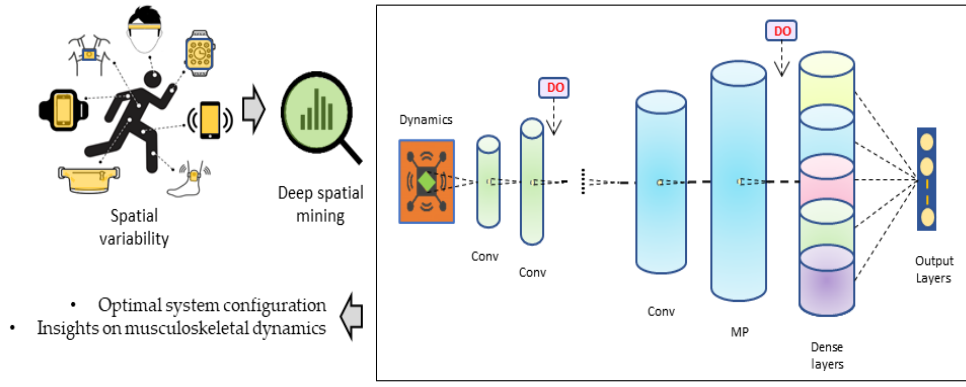 Spatial
variability
Deep spatial
mining
• Optimal system configuration
• Insights on musculoskeletal dynamics
Dynamics
Conv
Conv
DO
Conv
MP
DO
Dense
layers
Output
Layers